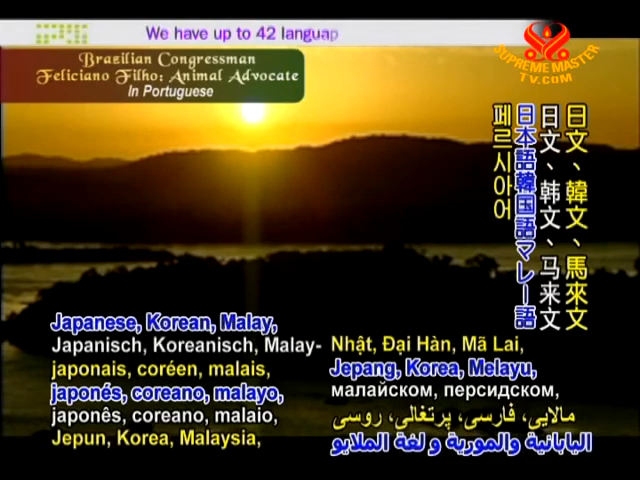 We have up to 42 languag
SUPREME MASTER
TV.COM
Brazilian Congressman
Feliciano Filho: Animal Advocate
In Portuguese
日文、韓文、馬來文
日文、韩文、马来文
日本語韓国語マレー語
페르시아어
Japanese, Korean, Malay,
Japanisch, Koreanisch, Malay-
japonais, coréen, malais,
japonés, coreano, malayo,
japonês, coreano, malaio,
Jepun, Korea, Malaysia,
Nhật, Đại Hàn, Mã Lai,
Jepang, Korea, Melayu,
малайском, персидском,
مالایی، فارسی، پرتغالی، روسی
اليابانية والمورية و لغة الملايو